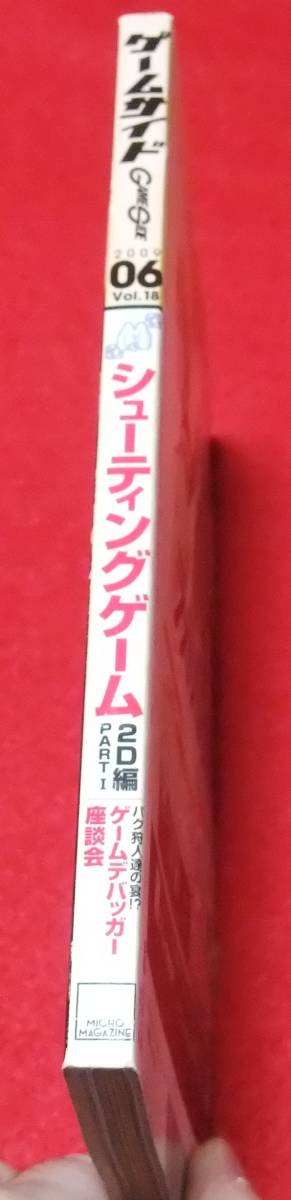 ゲームサイド
GAMESIDE
2009
06
Vol.18
シューティングゲーム
2D編
PART I
バグ狩人達の宴!?
ゲームデバッガー
座談会
MICRO
MAGAZINE